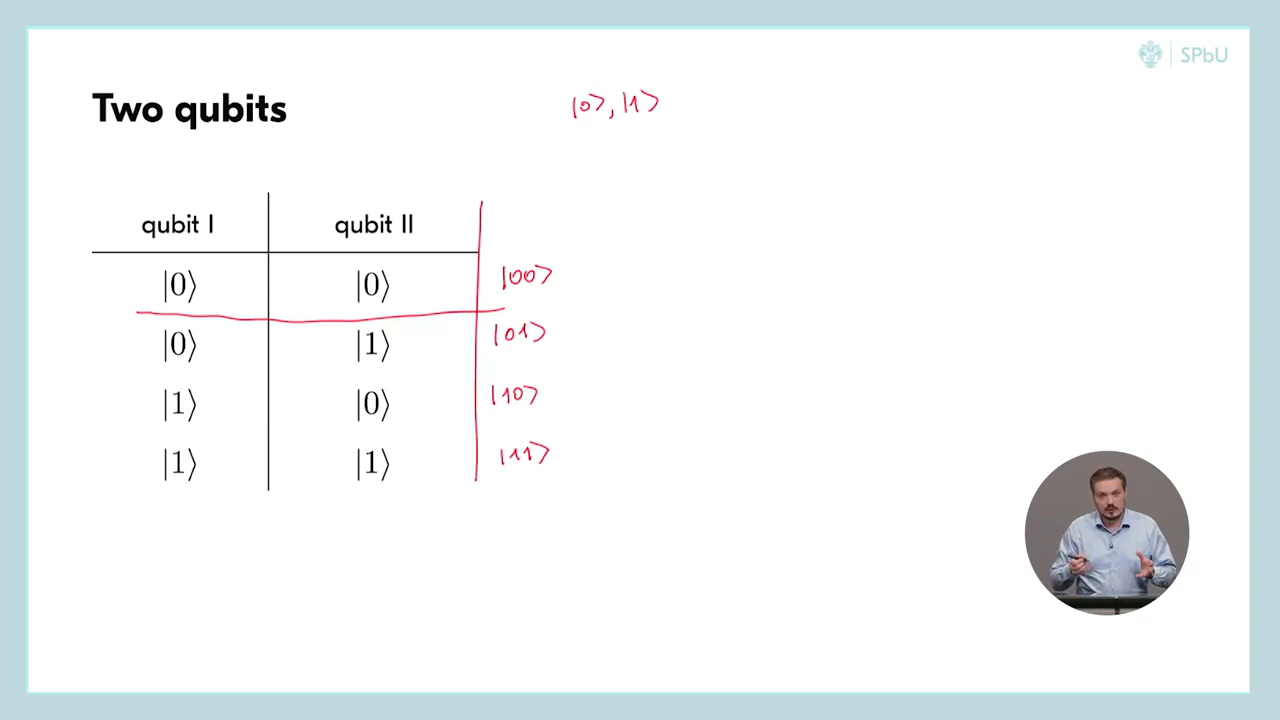 SPbU
Two qubits |0⟩, |1⟩
qubit I qubit II
|0⟩ |0⟩ |00⟩
|0⟩ |1⟩ |01⟩
|1⟩ |0⟩ |10⟩
|1⟩ |1⟩ |11⟩